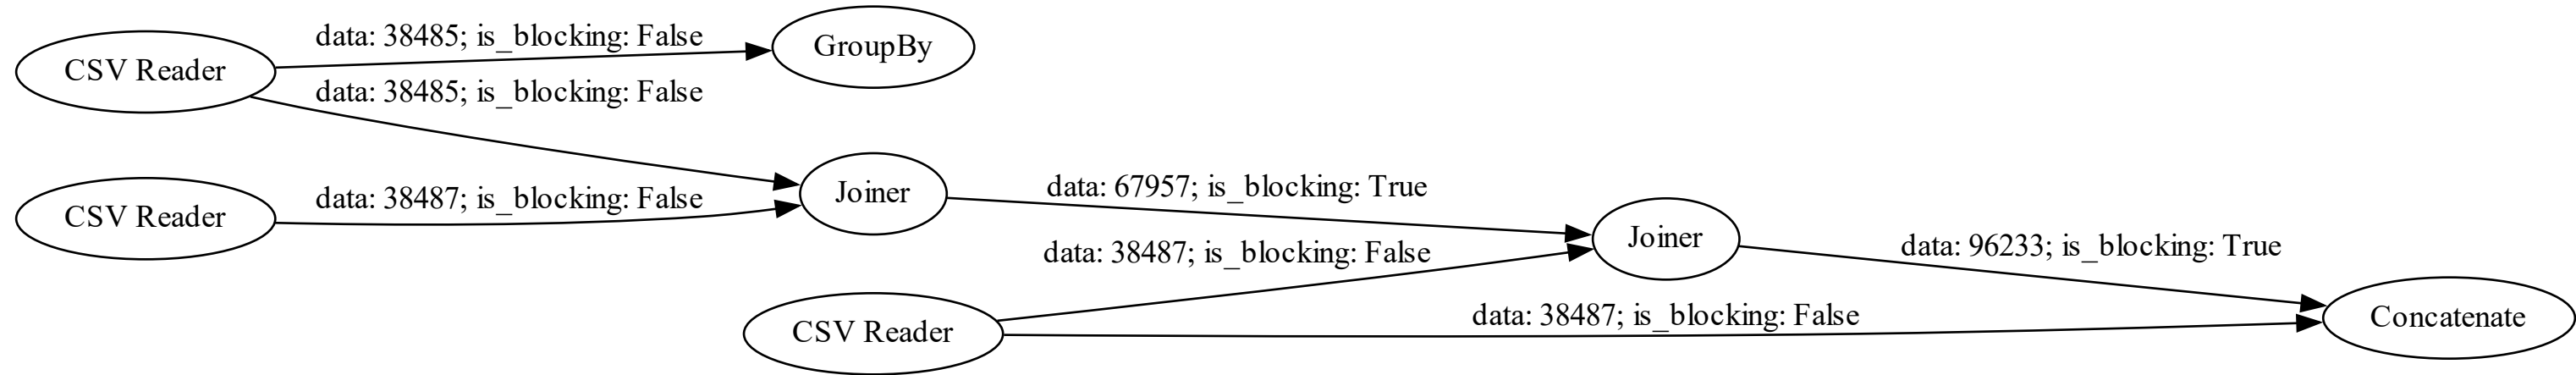 data: 38485; is_blocking: False
GroupBy
CSV Reader
data: 38485; is_blocking: False
Joiner
data: 67957; is_blocking: True
CSV Reader
data: 38487; is_blocking: False
Joiner
data: 96233; is_blocking: True
data: 38487; is_blocking: False
CSV Reader
data: 38487; is_blocking: False
Concatenate